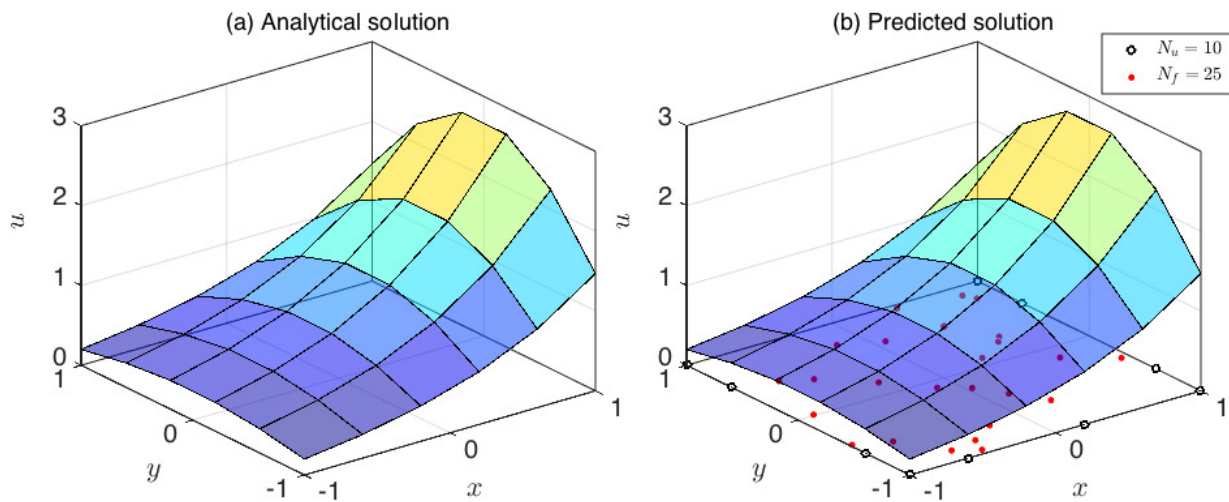 (a) Analytical solution
3
2
1
0
u
1
0
-1
y
-1
0
1
x
(b) Predicted solution
N_u = 10
N_f = 25
3
2
1
0
u
1
0
-1
y
-1
0
1
x